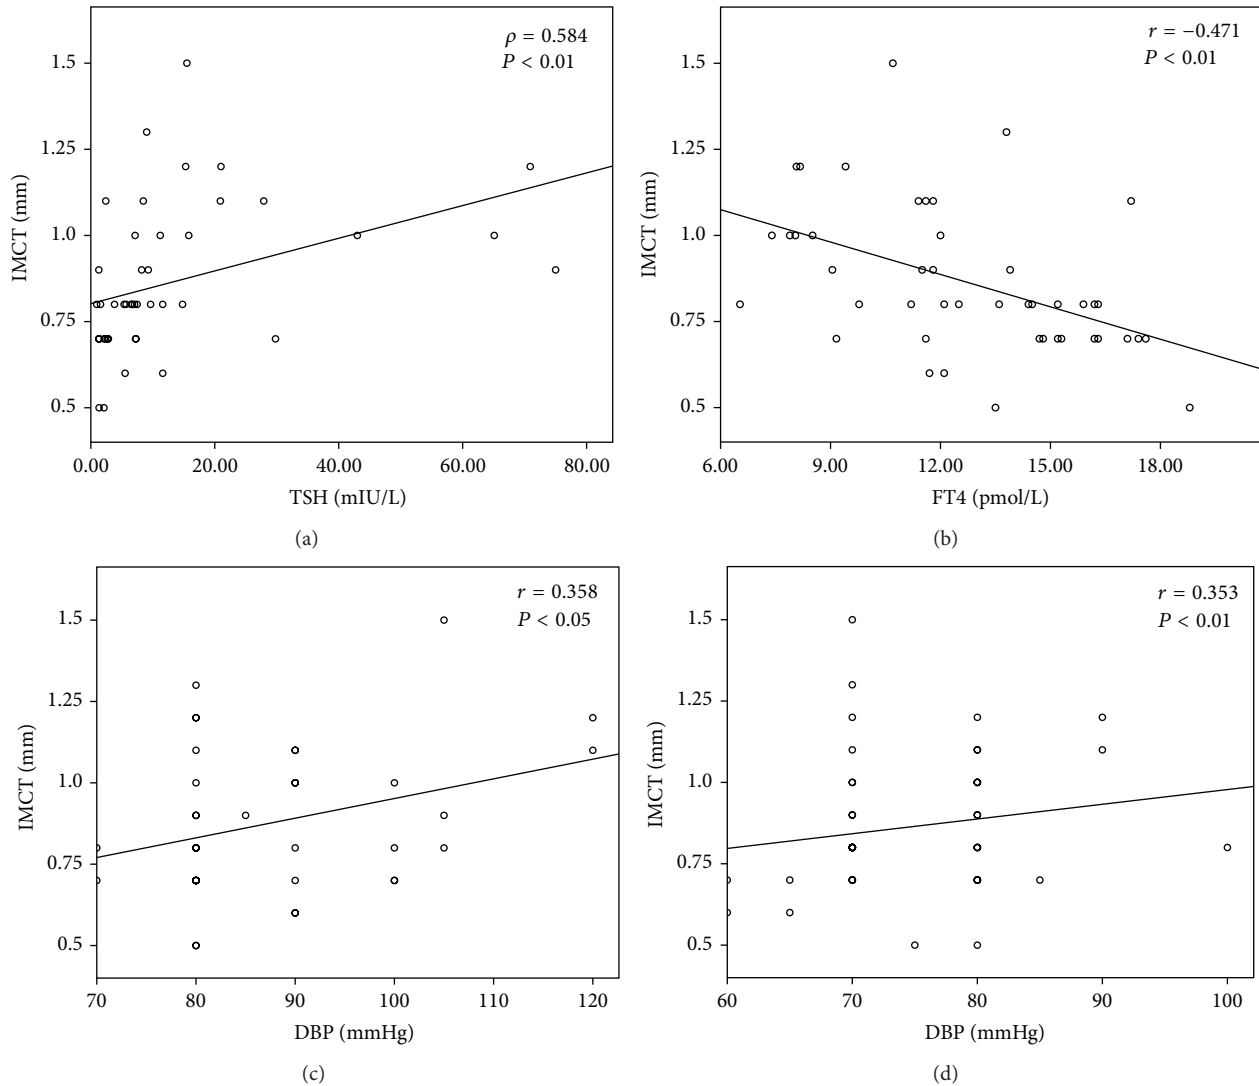 ρ = 0.584
P < 0.01
1.5
1.25
1.0
0.75
0.5
IMCT (mm)
0.00 20.00 40.00 60.00 80.00
TSH (mIU/L)
(a)
r = −0.471
P < 0.01
1.5
1.25
1.0
0.75
0.5
IMCT (mm)
6.00 9.00 12.00 15.00 18.00
FT4 (pmol/L)
(b)
r = 0.358
P < 0.05
1.5
1.25
1.0
0.75
0.5
IMCT (mm)
70 80 90 100 110 120
DBP (mmHg)
(c)
r = 0.353
P < 0.01
1.5
1.25
1.0
0.75
0.5
IMCT (mm)
60 70 80 90 100
DBP (mmHg)
(d)